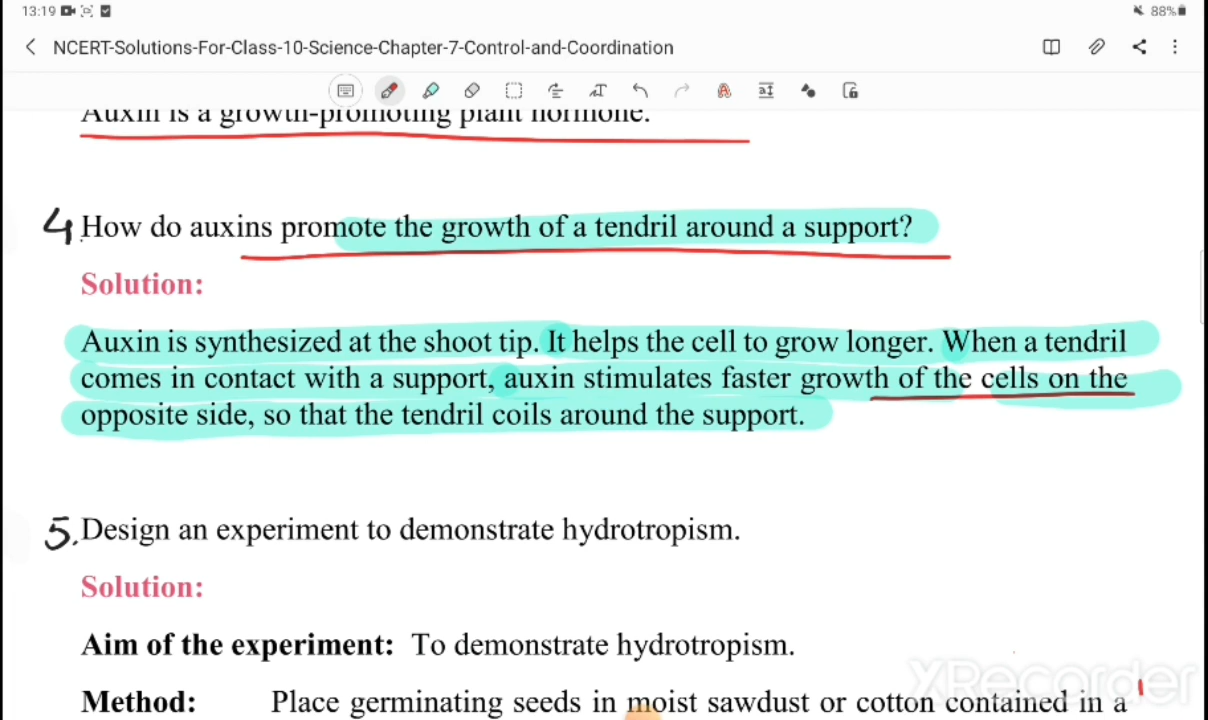 13:19 88%
NCERT-Solutions-For-Class-10-Science-Chapter-7-Control-and-Coordination
Auxin is a growth-promoting plant hormone.
4. How do auxins promote the growth of a tendril around a support?
Solution:
Auxin is synthesized at the shoot tip. It helps the cell to grow longer. When a tendril
comes in contact with a support, auxin stimulates faster growth of the cells on the
opposite side, so that the tendril coils around the support.
5. Design an experiment to demonstrate hydrotropism.
Solution:
Aim of the experiment: To demonstrate hydrotropism.
Method: Place germinating seeds in moist sawdust or cotton contained in a
XRecorder